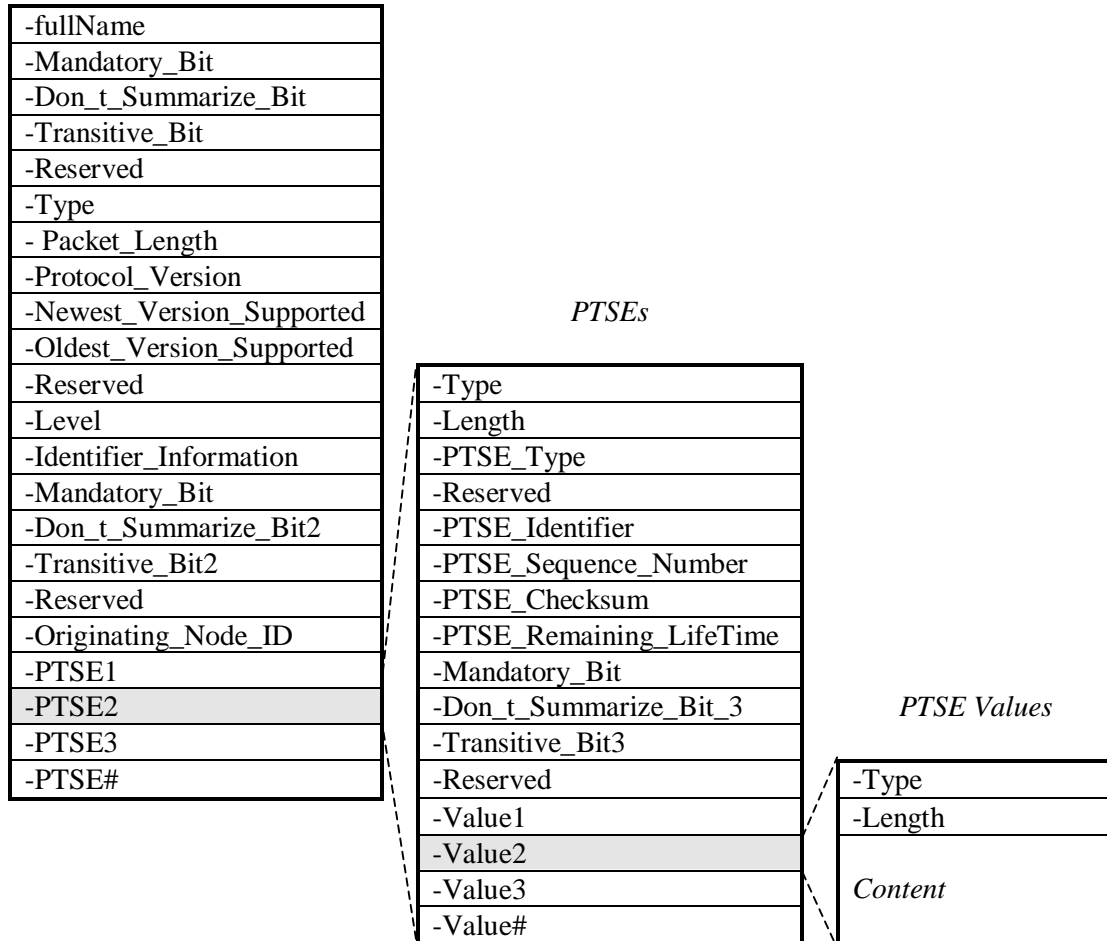 -fullName
-Mandatory_Bit
-Don_t_Summarize_Bit
-Transitive_Bit
-Reserved
-Type
- Packet_Length
-Protocol_Version
-Newest_Version_Supported
-Oldest_Version_Supported
-Reserved
-Level
-Identifier_Information
-Mandatory_Bit
-Don_t_Summarize_Bit2
-Transitive_Bit2
-Reserved
-Originating_Node_ID
-PTSE1
-PTSE2
-PTSE3
-PTSE#
PTSEs
-Type
-Length
-PTSE_Type
-Reserved
-PTSE_Identifier
-PTSE_Sequence_Number
-PTSE_Checksum
-PTSE_Remaining_LifeTime
-Mandatory_Bit
-Don_t_Summarize_Bit_3
-Transitive_Bit3
-Reserved
-Value1
-Value2
-Value3
-Value#
PTSE Values
-Type
-Length
Content